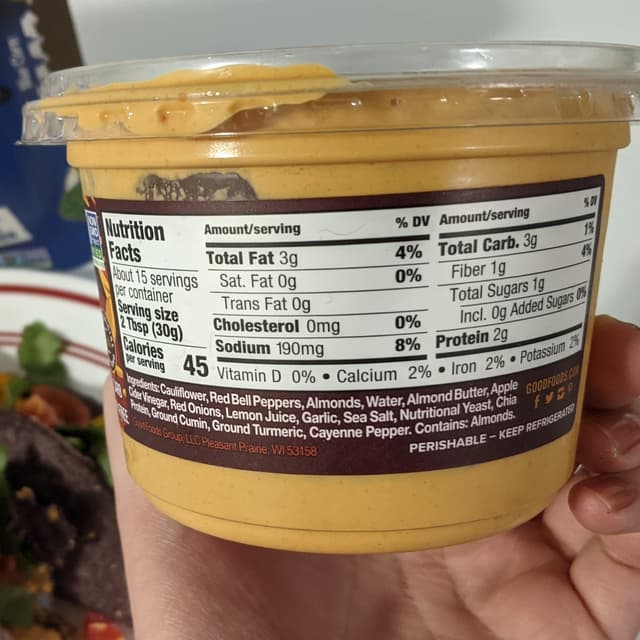 Nutrition
Facts
About 15 servings
per container
Serving size
2 Tbsp (30g)
Calories
per serving
45
Amount/serving % DV
Total Fat 3g 4%
Sat. Fat 0g 0%
Trans Fat 0g
Cholesterol 0mg 0%
Sodium 190mg 8%
Amount/serving % DV
Total Carb. 3g 1%
Fiber 1g 4%
Total Sugars 1g
Incl. 0g Added Sugars 0%
Protein 2g
Vitamin D 0% • Calcium 2% • Iron 2% • Potassium 2%
Ingredients: Cauliflower, Red Bell Peppers, Almonds, Water, Almond Butter, Apple
Cider Vinegar, Red Onions, Lemon Juice, Garlic, Sea Salt, Nutritional Yeast, Chia
Protein, Ground Cumin, Ground Turmeric, Cayenne Pepper. Contains: Almonds.
GoodFoods Group, LLC Pleasant Prairie, WI 53158
GOODFOODS.COM
PERISHABLE – KEEP REFRIGERATED